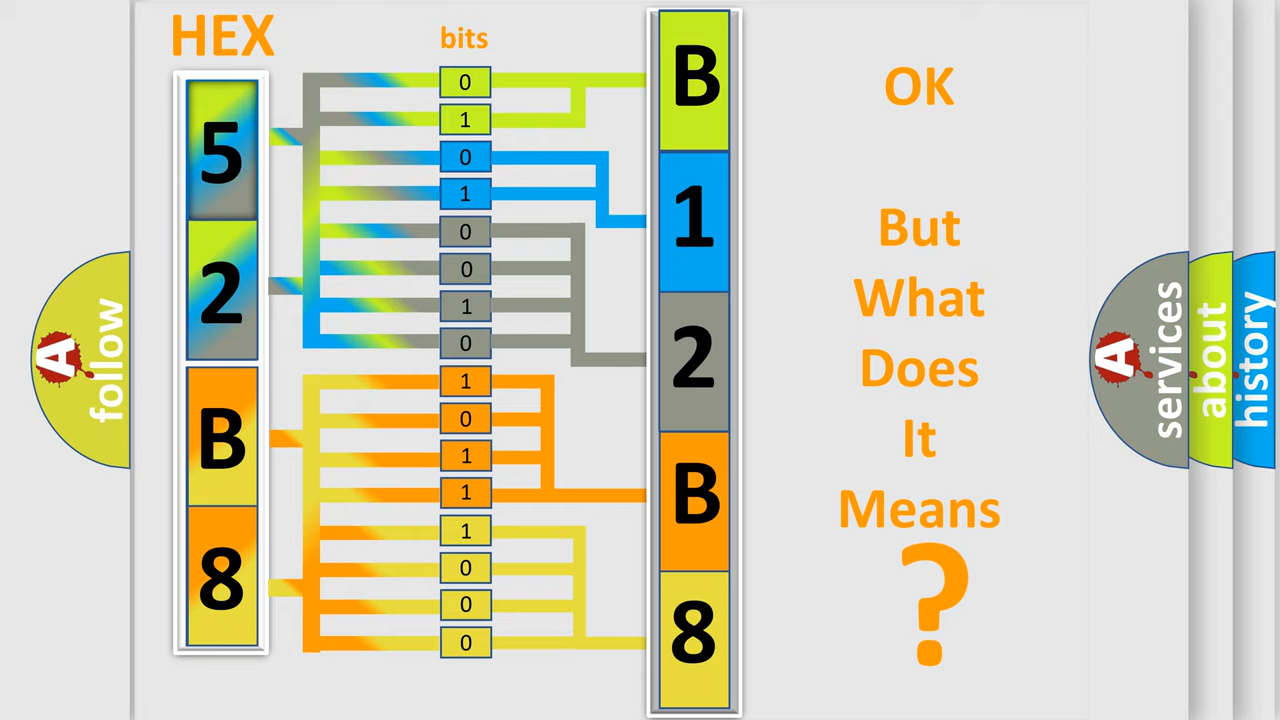 HEX
bits
5
2
B
8
0
1
0
1
0
0
1
0
1
0
1
1
1
0
0
0
B
1
2
B
8
OK
But
What
Does
It
Means
?
A
follow
A
services
about
history